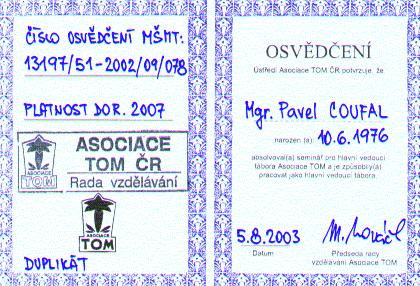 ČÍSLO OSVĚDČENÍ MŠMT:
13197/51-2002/09/078
PLATNOST DO R. 2007
ASOCIACE
TOM ČR
Rada vzdělávání
ASOCIACE
TOM
ASOCIACE
TOM
DUPLIKÁT
OSVĚDČENÍ
Ústředí Asociace TOM ČR potvrzuje, že
Mgr. Pavel COUFAL
narozen (a): 10.6.1976
absolvoval(a) seminář pro hlavní vedoucí
tábora Asociace TOM a je způsobilý(á)
pracovat jako hlavní vedoucí tábora.
5.8.2003
Datum
Předseda rady
vzdělávání Asociace TOM